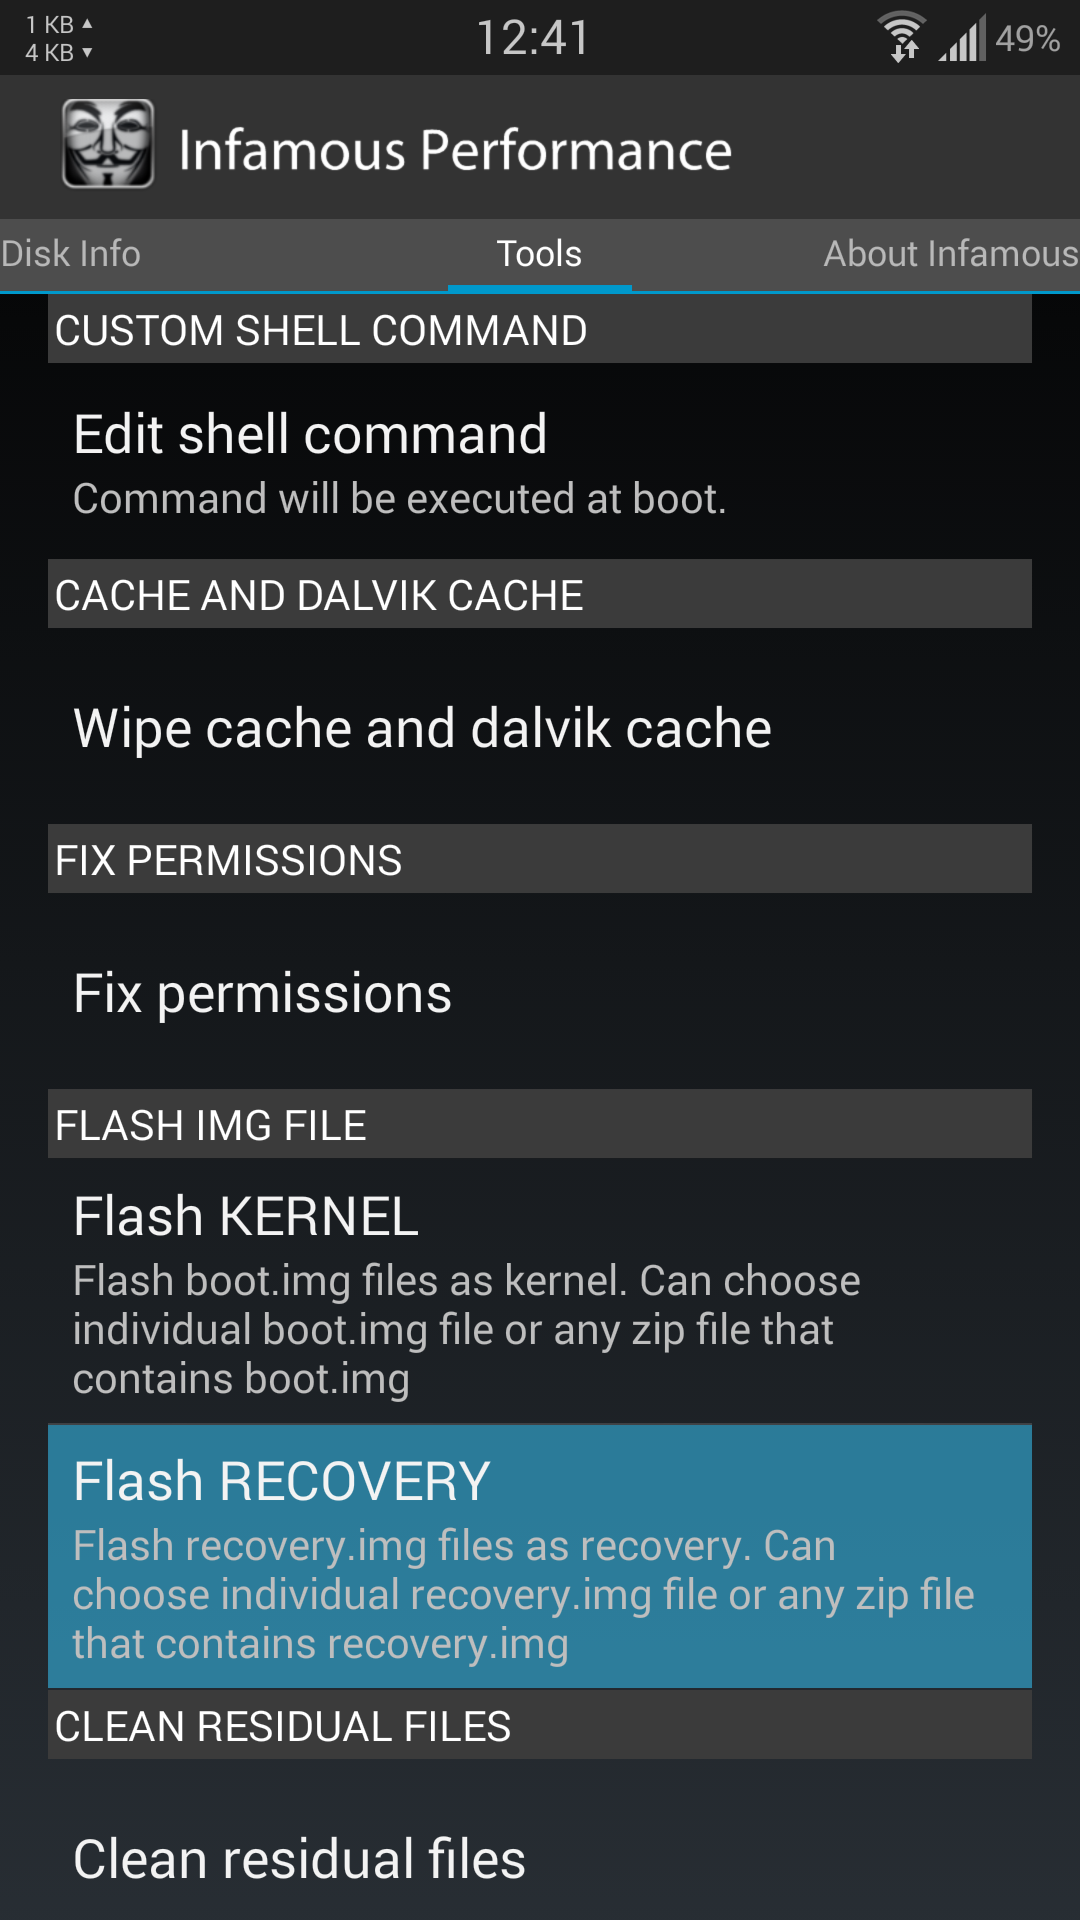 1 KB ▲
4 KB ▼
12:41
49%
Infamous Performance
Disk Info
Tools
About Infamous
CUSTOM SHELL COMMAND
Edit shell command
Command will be executed at boot.
CACHE AND DALVIK CACHE
Wipe cache and dalvik cache
FIX PERMISSIONS
Fix permissions
FLASH IMG FILE
Flash KERNEL
Flash boot.img files as kernel. Can choose
individual boot.img file or any zip file that
contains boot.img
Flash RECOVERY
Flash recovery.img files as recovery. Can
choose individual recovery.img file or any zip file
that contains recovery.img
CLEAN RESIDUAL FILES
Clean residual files